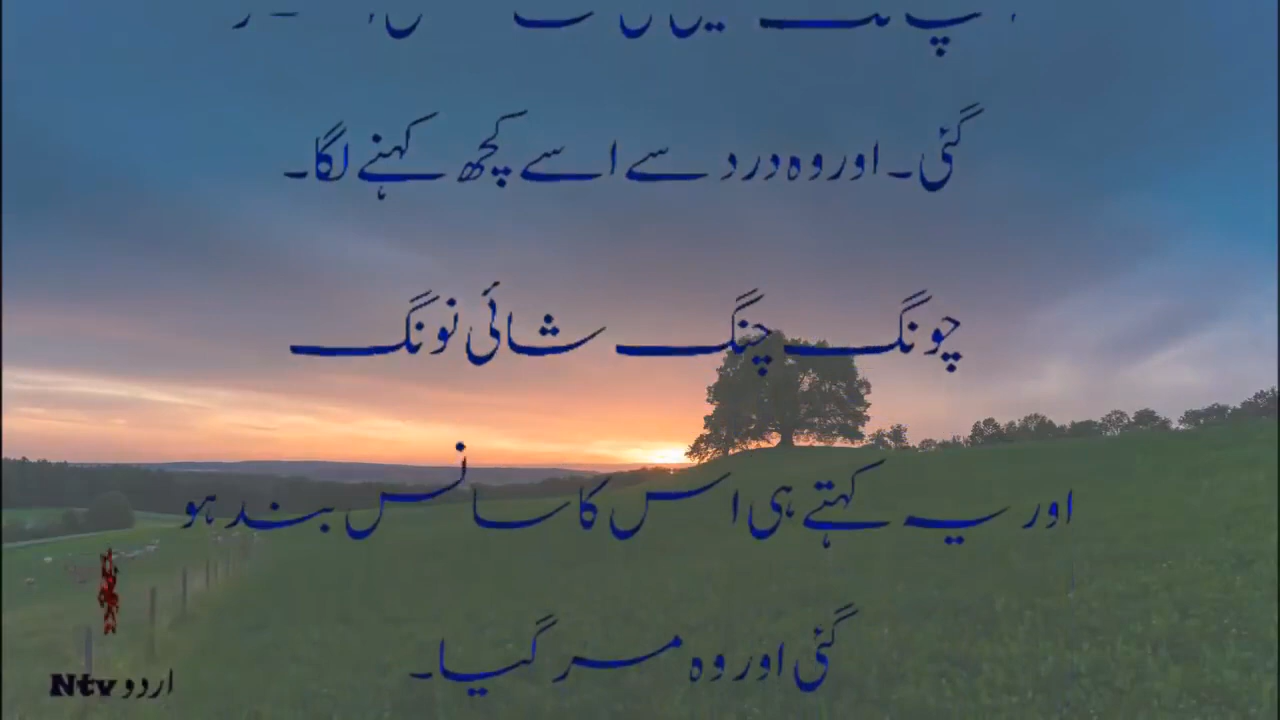 گئی۔ اور وہ درد سے اسے کچھ کہنے لگا۔
چونگ چنگ شائی نونگ
اور یہ کہتے ہی اس کا سانس بند ہو
گئی اور وہ مر گیا۔
Ntv اردو